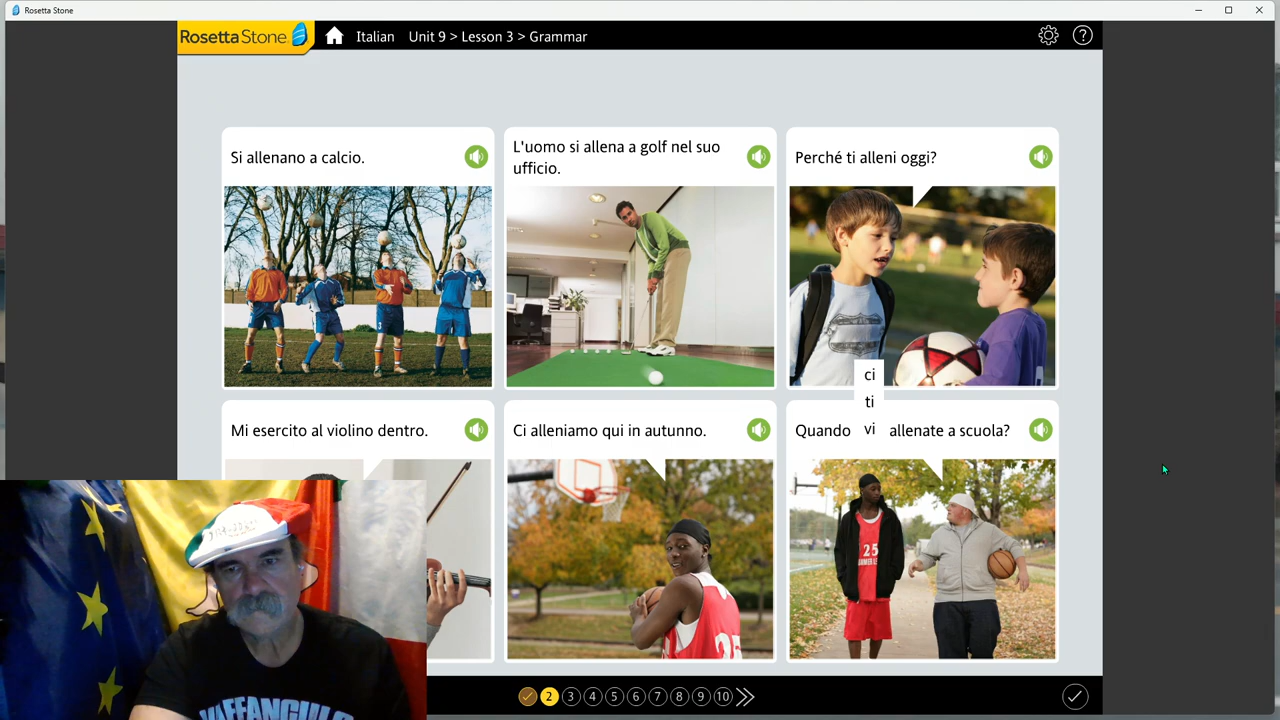 Rosetta Stone
RosettaStone
Italian Unit 9 > Lesson 3 > Grammar
Si allenano a calcio.
L'uomo si allena a golf nel suo
ufficio.
Perché ti alleni oggi?
ci
ti
vi
Mi esercito al violino dentro.
Ci alleniamo qui in autunno.
Quando allenate a scuola?
25
VAFFANCULO
2 3 4 5 6 7 8 9 10